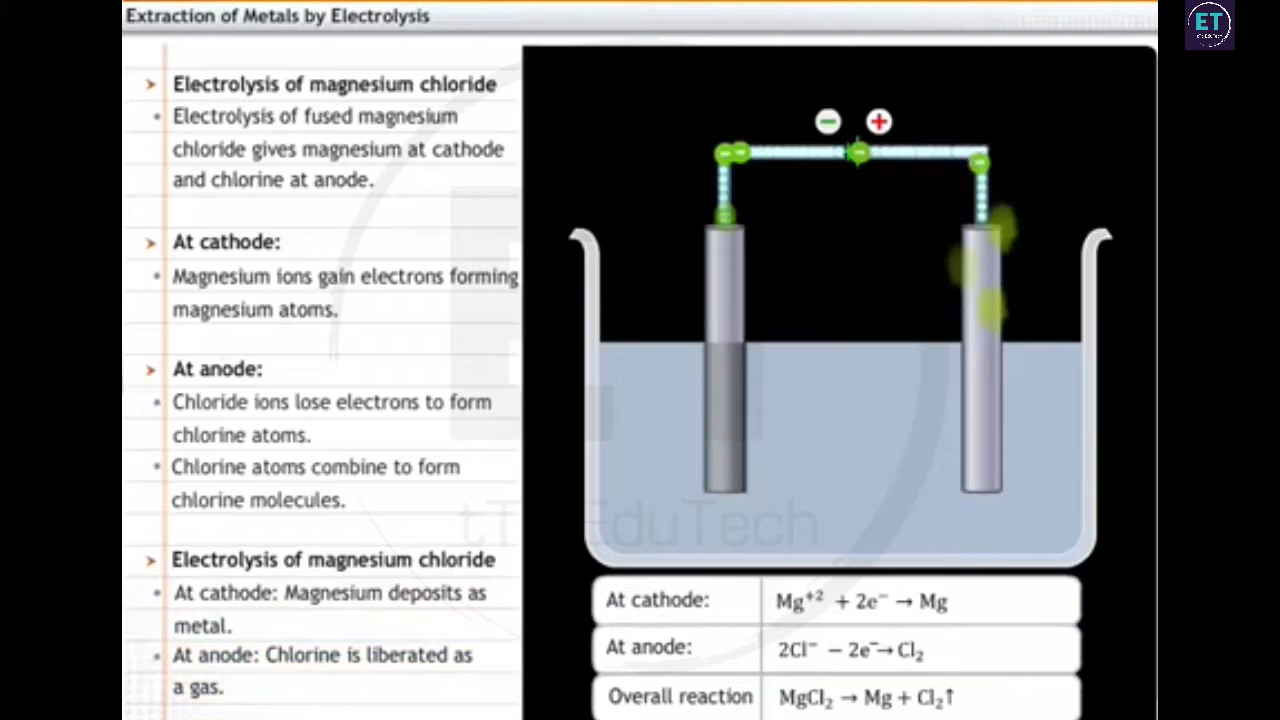 Extraction of Metals by Electrolysis
ET
➤ Electrolysis of magnesium chloride
• Electrolysis of fused magnesium
chloride gives magnesium at cathode
and chlorine at anode.
➤ At cathode:
• Magnesium ions gain electrons forming
magnesium atoms.
➤ At anode:
• Chloride ions lose electrons to form
chlorine atoms.
• Chlorine atoms combine to form
chlorine molecules.
➤ Electrolysis of magnesium chloride
• At cathode: Magnesium deposits as
metal.
• At anode: Chlorine is liberated as
a gas.
− +
At cathode: Mg⁺² + 2e⁻ → Mg
At anode: 2Cl⁻ − 2e⁻→ Cl₂
Overall reaction MgCl₂ → Mg + Cl₂↑
EduTech